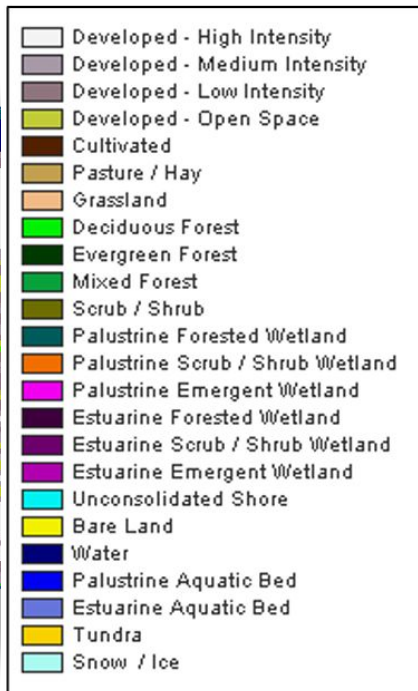 Developed - High Intensity
Developed - Medium Intensity
Developed - Low Intensity
Developed - Open Space
Cultivated
Pasture / Hay
Grassland
Deciduous Forest
Evergreen Forest
Mixed Forest
Scrub / Shrub
Palustrine Forested Wetland
Palustrine Scrub / Shrub Wetland
Palustrine Emergent Wetland
Estuarine Forested Wetland
Estuarine Scrub / Shrub Wetland
Estuarine Emergent Wetland
Unconsolidated Shore
Bare Land
Water
Palustrine Aquatic Bed
Estuarine Aquatic Bed
Tundra
Snow / Ice